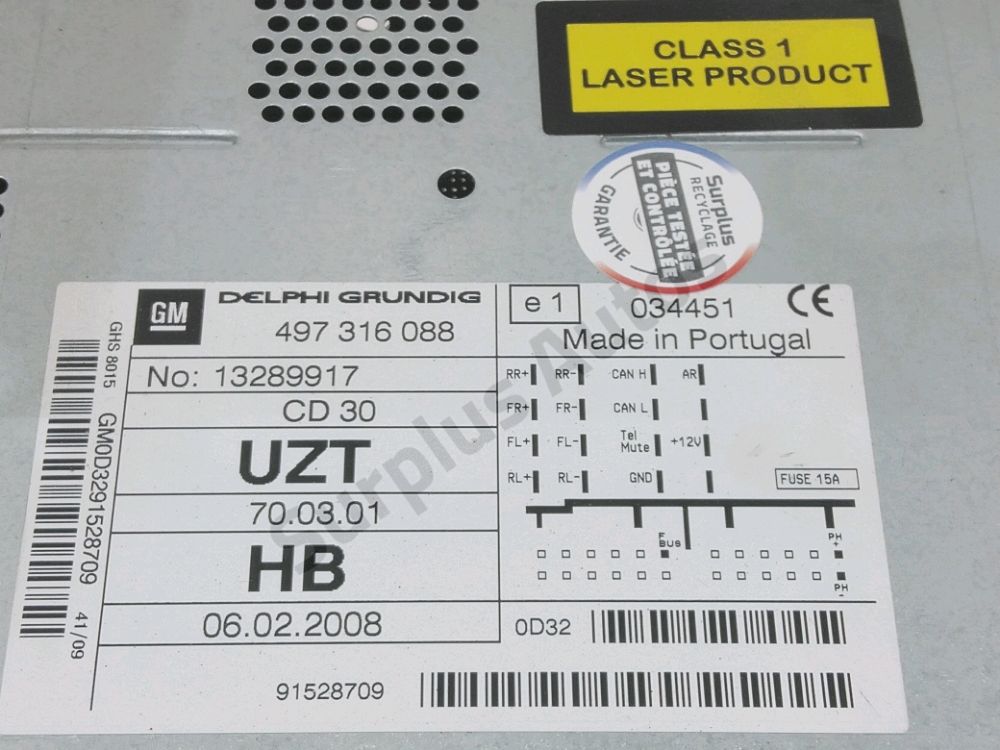 CLASS 1
LASER PRODUCT
Surplus
RECYCLAGE
PIÈCE TESTÉE
ET CONTRÔLÉE
GARANTIE
GM
DELPHI GRUNDIG
497 316 088
e 1
034451
CE
Made in Portugal
No: 13289917
CD 30
UZT
70.03.01
HB
06.02.2008
RR+ RR- CAN H AR
FR+ FR- CAN L
FL+ FL- Tel Mute +12V
RL+ RL- GND
FUSE 15A
F BUS
PH +
PH -
0D32
91528709
GHS 8015
GM0D3291528709
41/09
Surplus Autos